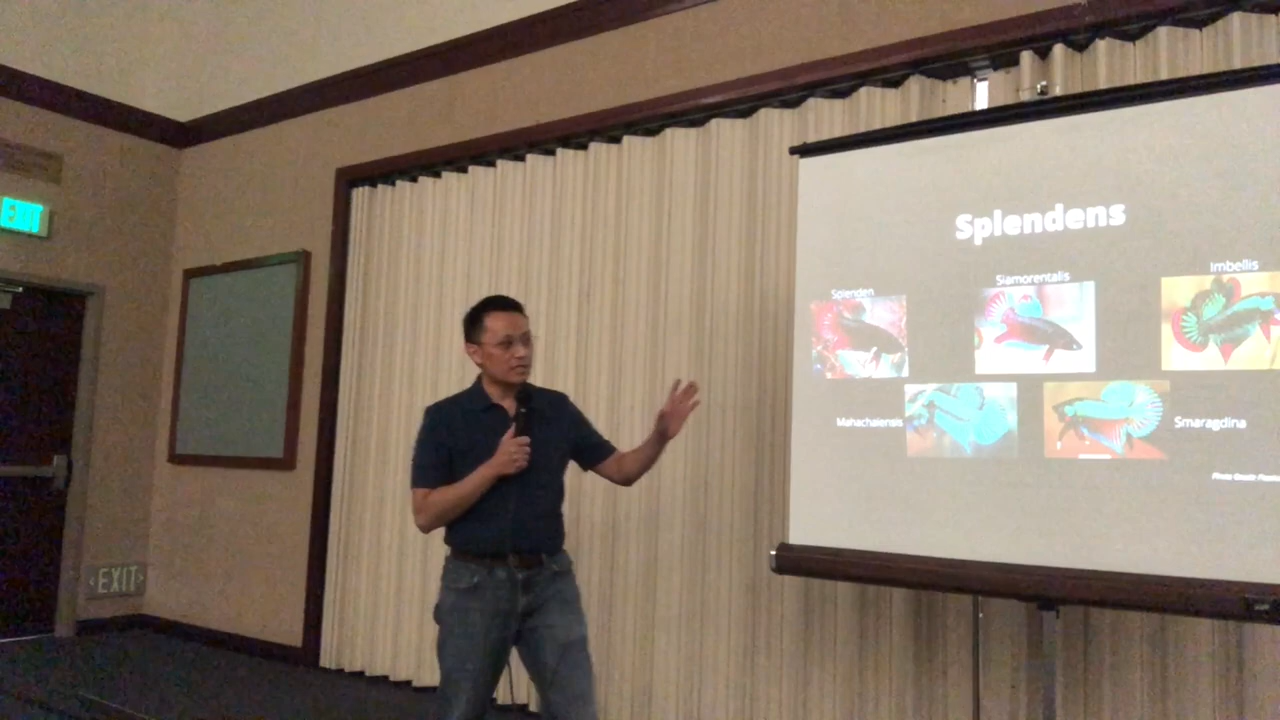 EXIT
Splendens
Imbellis
Siamorentalis
Splenden
Mahachaiensis
Smaragdina
EXIT